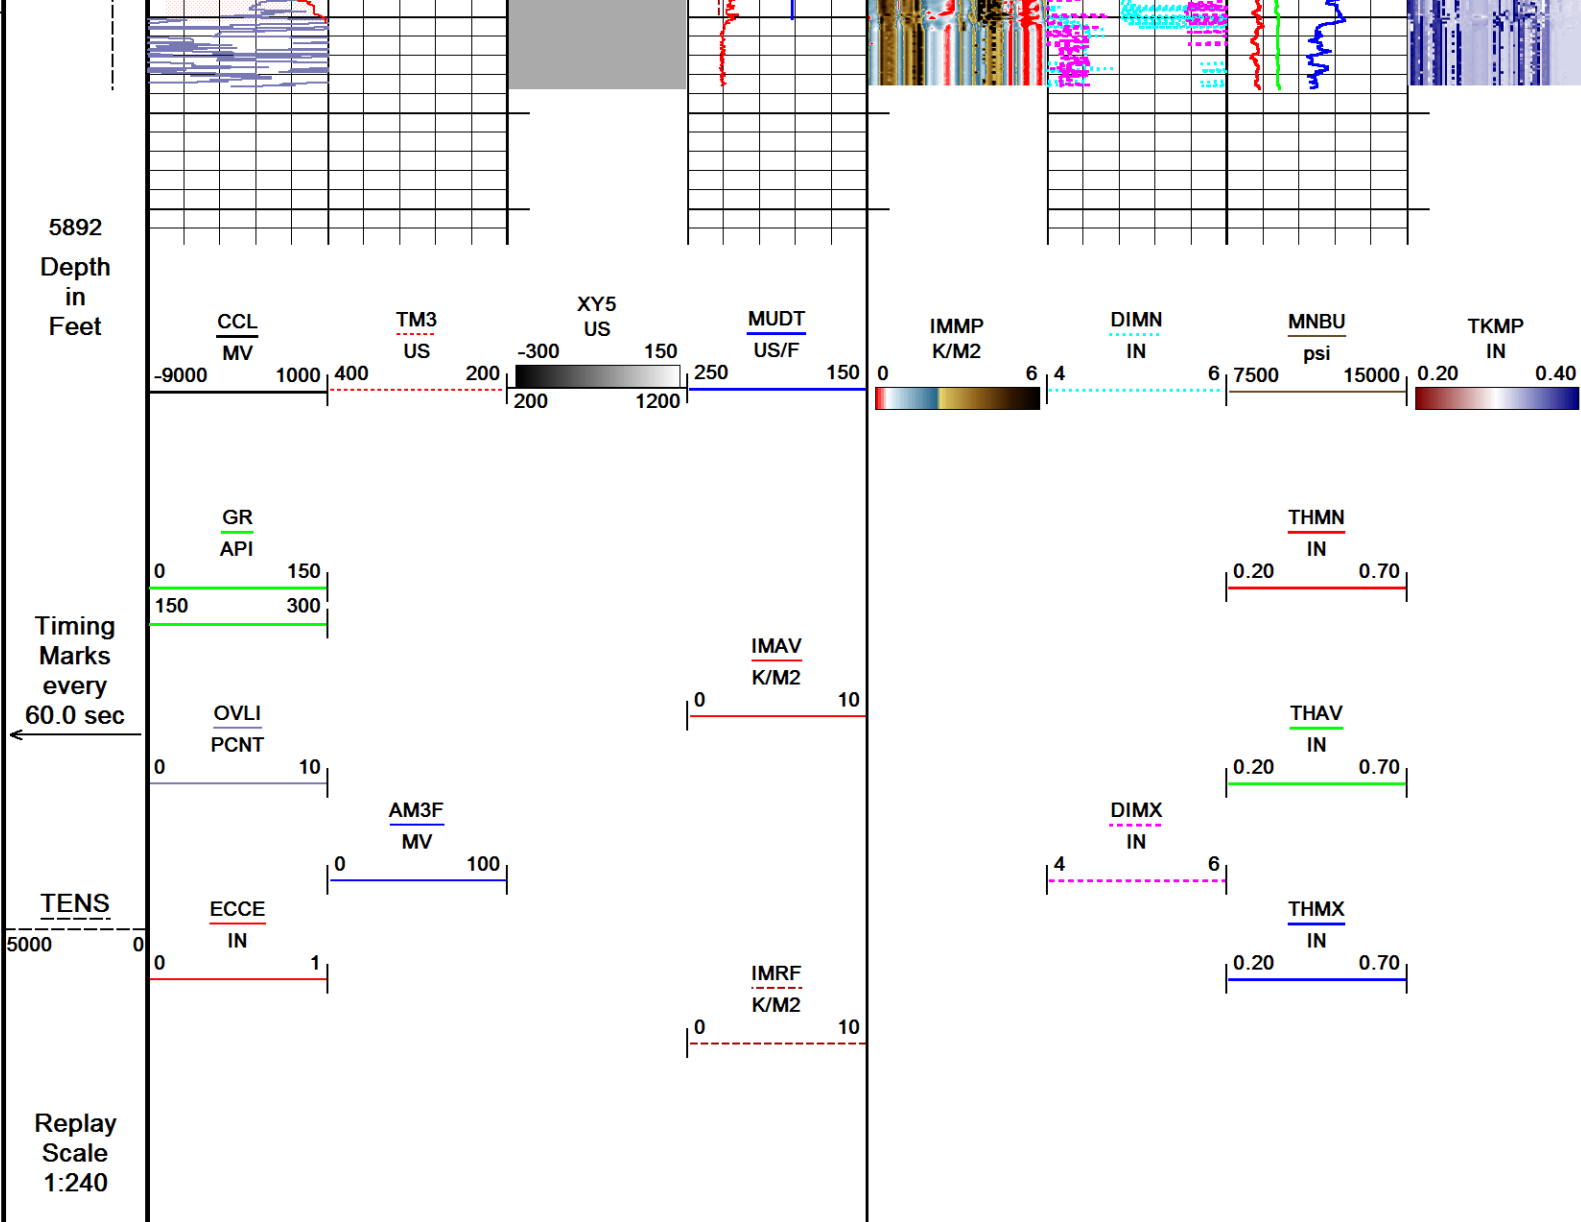 5892
Depth
in
Feet
CCL
MV
-9000 1000
TM3
US
400 200
XY5
US
-300 150
200 1200
MUDT
US/F
250 150
IMMP
K/M2
0 6
DIMN
IN
4 6
MNBU
psi
7500 15000
TKMP
IN
0.20 0.40
GR
API
0 150
150 300
THMN
IN
0.20 0.70
Timing
Marks
every
60.0 sec
IMAV
K/M2
0 10
OVLI
PCNT
0 10
THAV
IN
0.20 0.70
AM3F
MV
0 100
DIMX
IN
4 6
TENS
5000 0
ECCE
IN
0 1
THMX
IN
0.20 0.70
IMRF
K/M2
0 10
Replay
Scale
1:240